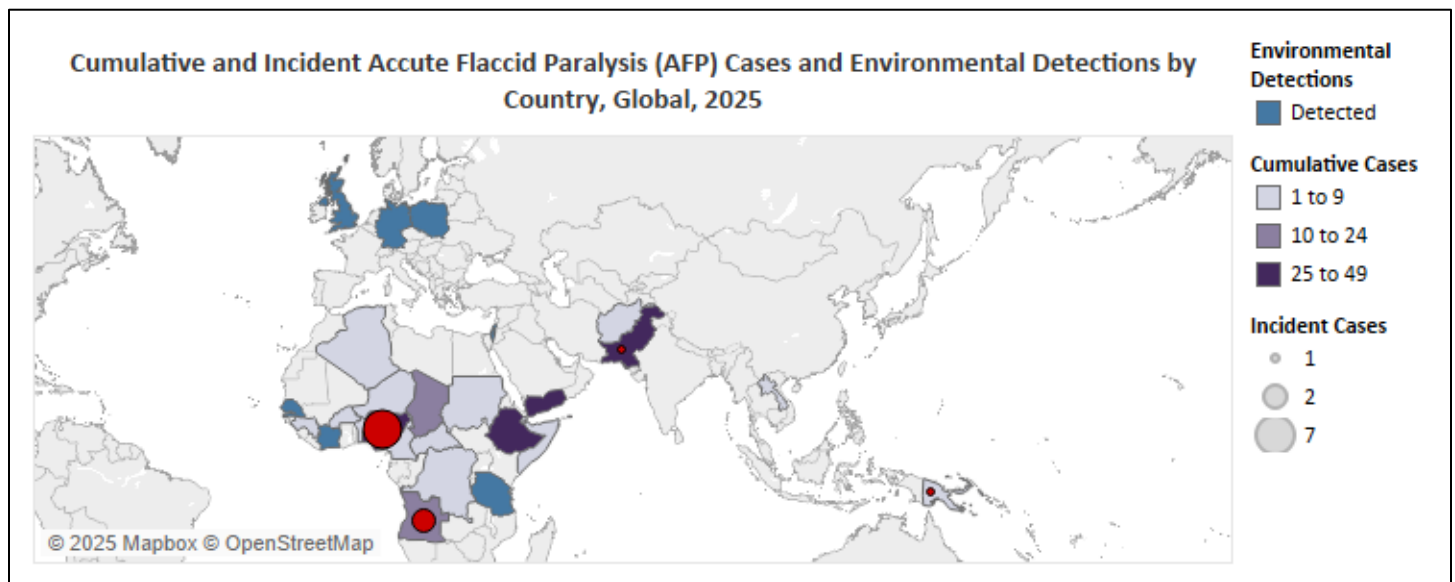 Cumulative and Incident Accute Flaccid Paralysis (AFP) Cases and Environmental Detections by
Country, Global, 2025
© 2025 Mapbox © OpenStreetMap
Environmental
Detections
Detected
Cumulative Cases
1 to 9
10 to 24
25 to 49
Incident Cases
1
2
7